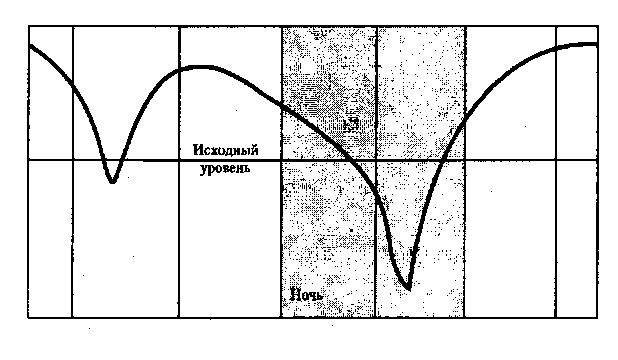 Исходный
уровень
Ночь